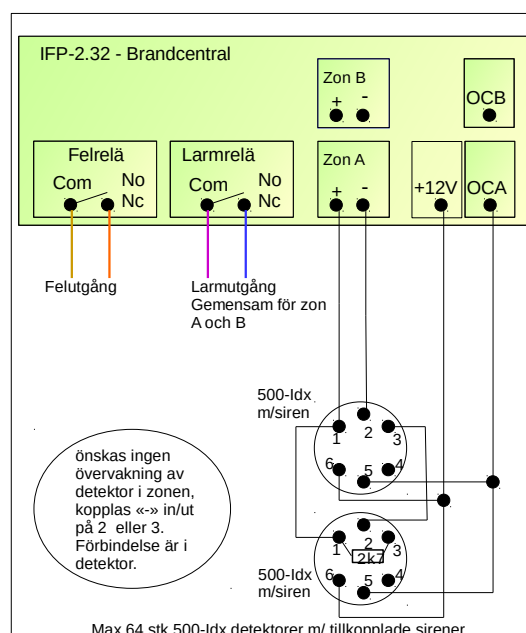 IFP-2.32 - Brandcentral
Zon B
+ -
OCB
Felrelä
Com No
Nc
Larmrelä
Com No
Nc
Zon A
+ -
+12V
OCA
Felutgång
Larmutgång
Gemensam för zon
A och B
500-Idx
m/siren
1 2 3
6 5 4
önskas ingen
övervakning av
detektor i zonen,
kopplas «-» in/ut
på 2 eller 3.
Förbindelse är i
detektor.
500-Idx
m/siren
1 2 3
2k7
6 5 4
Max 64 stk 500-Idx detektorer m/ tillkopplade sirener